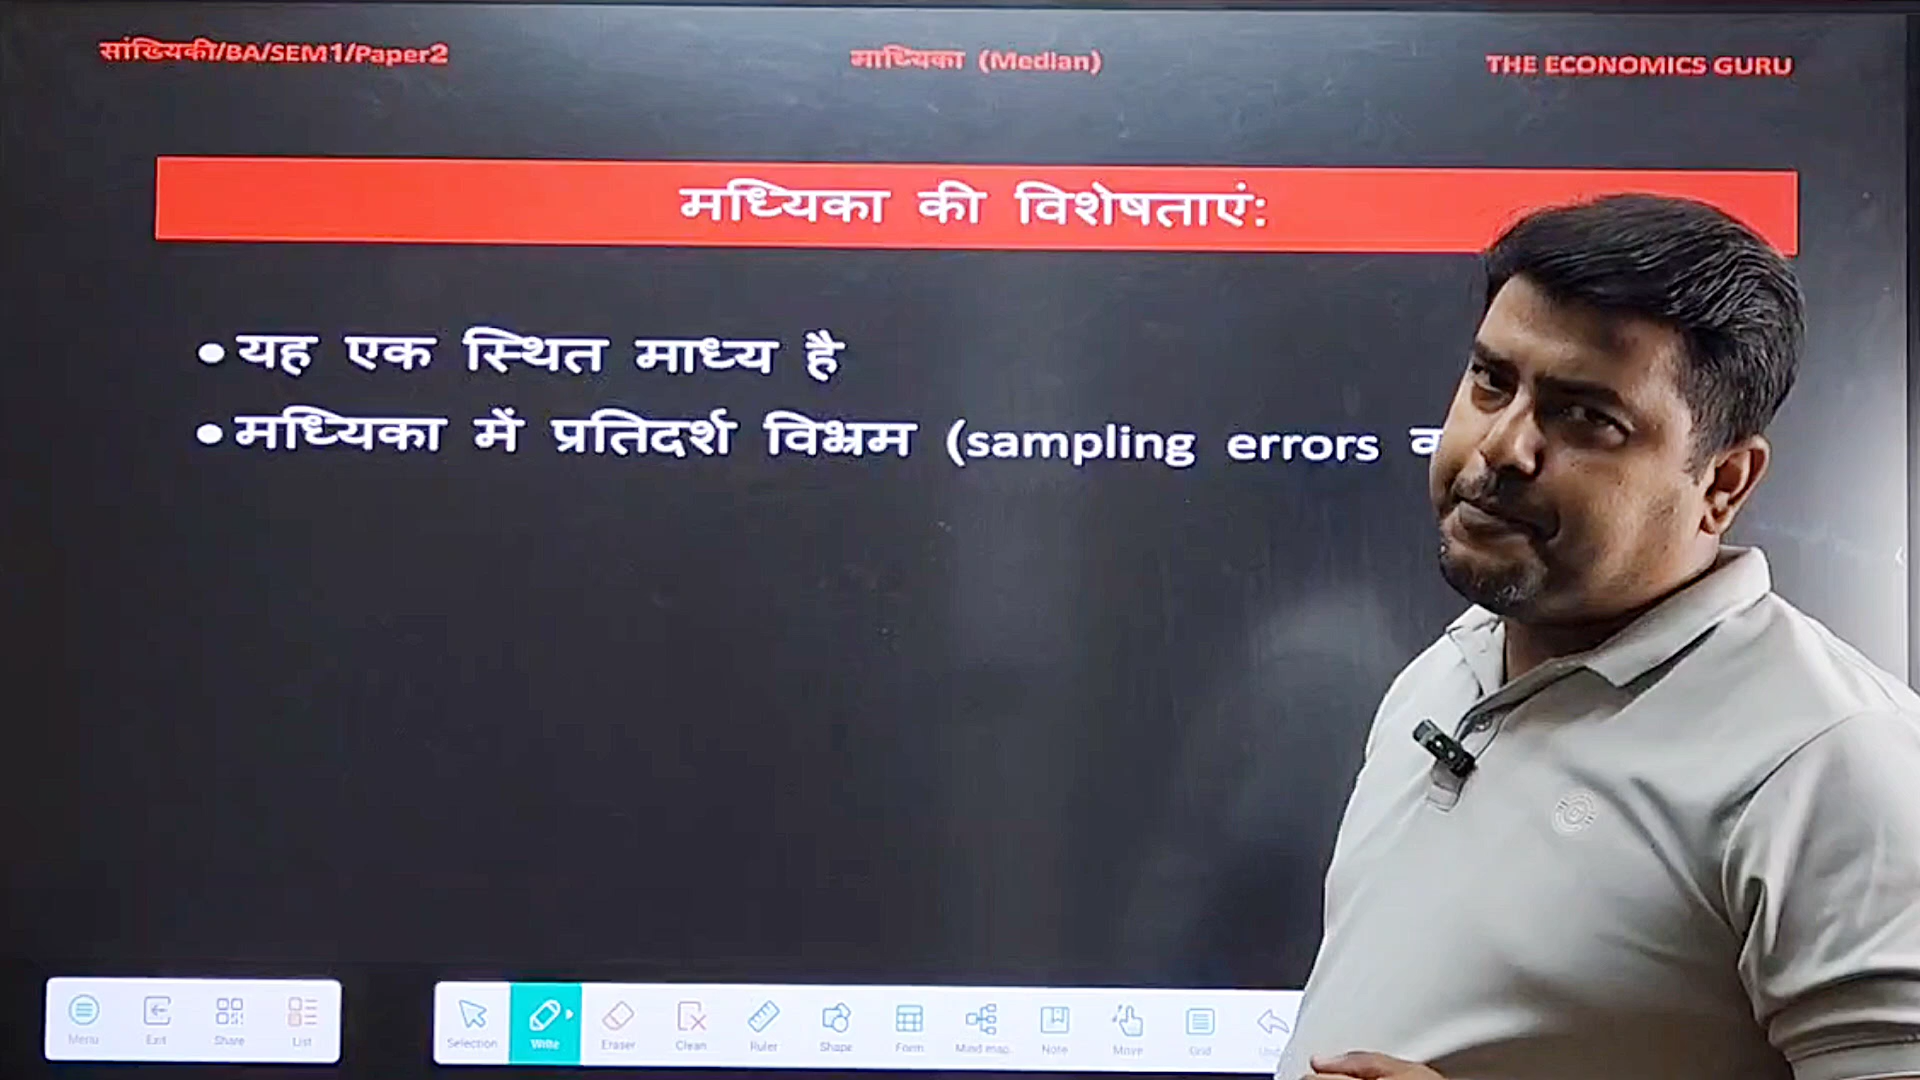 सांख्यिकी/BA/SEM1/Paper2
माध्यिका (Median)
THE ECONOMICS GURU
मध्यिका की विशेषताएं:
•यह एक स्थित माध्य है
•मध्यिका में प्रतिदर्श विभ्रम (sampling errors
Menu
Exit
Share
List
Selection
Write
Eraser
Clean
Ruler
Shape
Form
Mind map
Note
Move
Grid